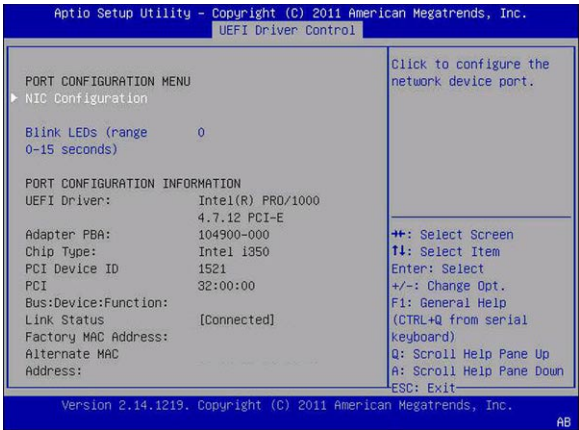 Aptio Setup Utility – Copyright (C) 2011 American Megatrends, Inc.
UEFI Driver Control
PORT CONFIGURATION MENU
NIC Configuration
Blink LEDs (range 0-15 seconds) 0
PORT CONFIGURATION INFORMATION
UEFI Driver: Intel(R) PRO/1000 4.7.12 PCI-E
Adapter PBA: 104900-000
Chip Type: Intel i350
PCI Device ID 1521
PCI Bus:Device:Function: 32:00:00
Link Status [Connected]
Factory MAC Address:
Alternate MAC Address:
Click to configure the
network device port.
→←: Select Screen
↑↓: Select Item
Enter: Select
+/-: Change Opt.
F1: General Help
(CTRL+Q from serial
keyboard)
Q: Scroll Help Pane Up
A: Scroll Help Pane Down
ESC: Exit
Version 2.14.1219. Copyright (C) 2011 American Megatrends, Inc.
AB